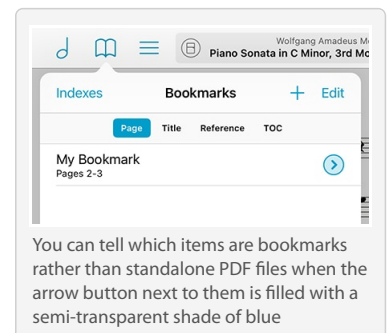 Wolfgang Amadeus M
Piano Sonata in C Minor, 3rd Mo
Indexes Bookmarks + Edit
Page Title Reference TOC
My Bookmark
Pages 2-3
You can tell which items are bookmarks
rather than standalone PDF files when the
arrow button next to them is filled with a
semi-transparent shade of blue